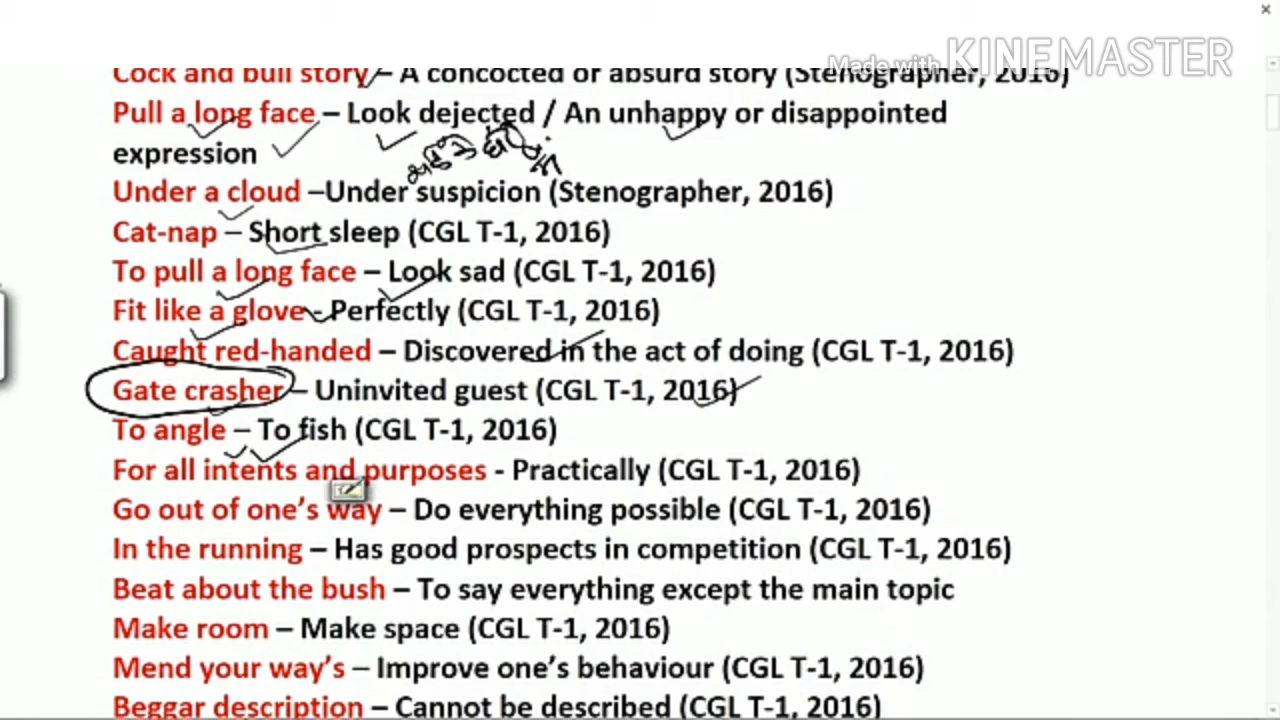 Made with KINEMASTER
Cock and bull story – A concocted or absurd story (Stenographer, 2016)
Pull a long face – Look dejected / An unhappy or disappointed
expression
Under a cloud –Under suspicion (Stenographer, 2016)
Cat-nap – Short sleep (CGL T-1, 2016)
To pull a long face – Look sad (CGL T-1, 2016)
Fit like a glove - Perfectly (CGL T-1, 2016)
Caught red-handed – Discovered in the act of doing (CGL T-1, 2016)
Gate crasher – Uninvited guest (CGL T-1, 2016)
To angle – To fish (CGL T-1, 2016)
For all intents and purposes - Practically (CGL T-1, 2016)
Go out of one's way – Do everything possible (CGL T-1, 2016)
In the running – Has good prospects in competition (CGL T-1, 2016)
Beat about the bush – To say everything except the main topic
Make room – Make space (CGL T-1, 2016)
Mend your way's – Improve one's behaviour (CGL T-1, 2016)
Beggar description – Cannot be described (CGL T-1, 2016)